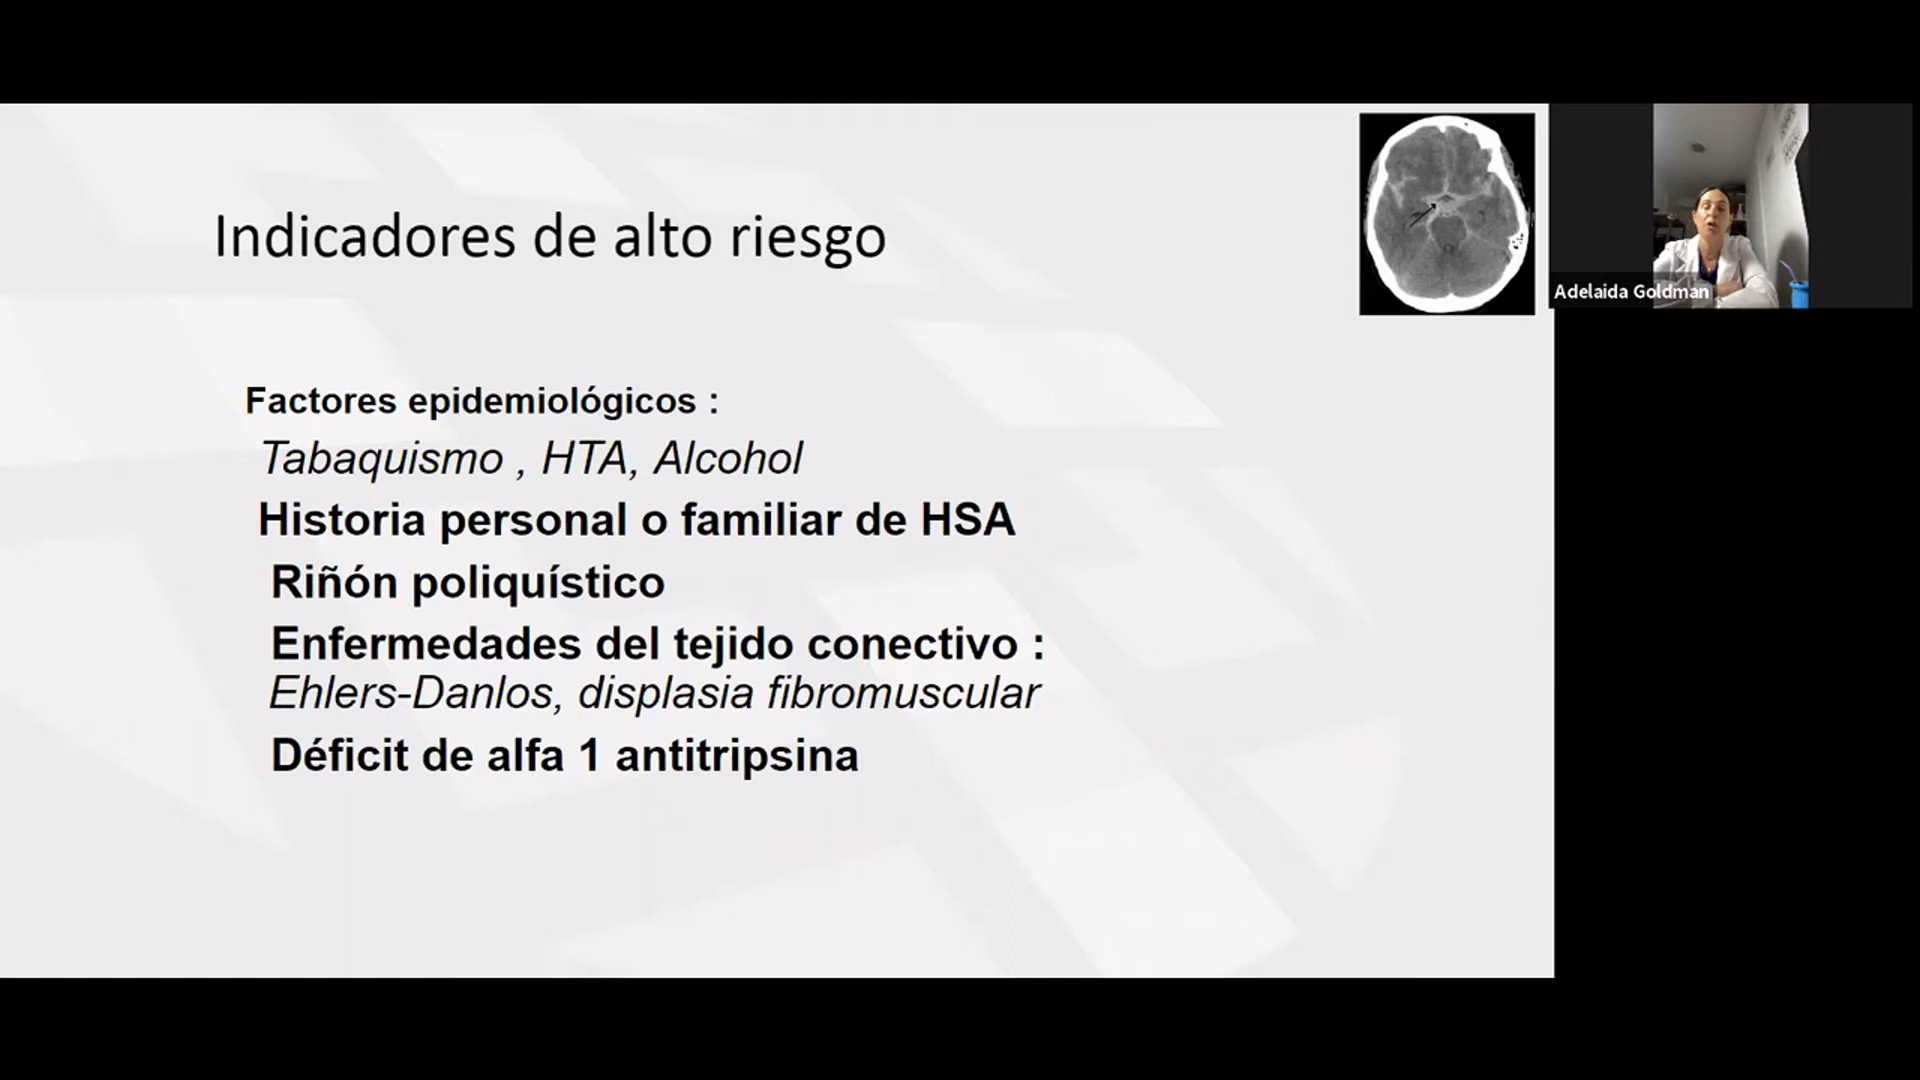 Indicadores de alto riesgo
Adelaida Goldman
Factores epidemiológicos :
Tabaquismo , HTA, Alcohol
Historia personal o familiar de HSA
Riñón poliquístico
Enfermedades del tejido conectivo :
Ehlers-Danlos, displasia fibromuscular
Déficit de alfa 1 antitripsina